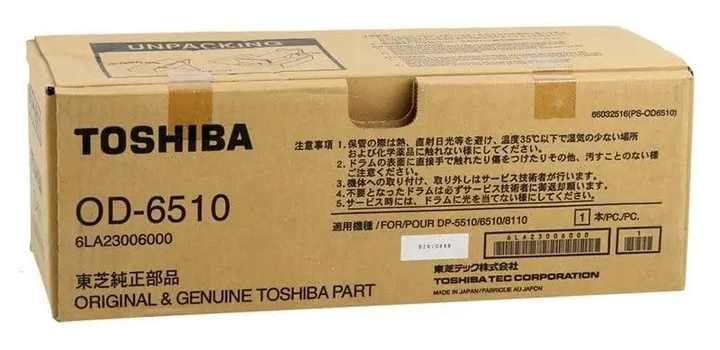 UNPACKING
66032516(PS-OD6510)
TOSHIBA
OD-6510
6LA23006000
東芝純正部品
ORIGINAL & GENUINE TOSHIBA PART
注意事項
1.保管の際は熱、直射日光等を避け、温度35℃以下で湿気の少ない場所
および化学薬品に触れない様にしてください。
2.ドラムの表面に直接手で触れたり傷をつけたりその他、汚すことのない
様ご注意ください。
3.機体への取り付け、取り外しはサービス技術者が行います。
4.不要となったドラムは必ずサービス技術者に御返却願います。
5.サービス時には、ドラムに光を当てないでください。
適用機種/FOR/POUR DP-5510/6510/8110
1 本/PC./PC.
6LA23006000
1
東芝テック株式会社
TOSHIBA TEC CORPORATION
MADE IN JAPAN/FABRIQUE AU JAPON